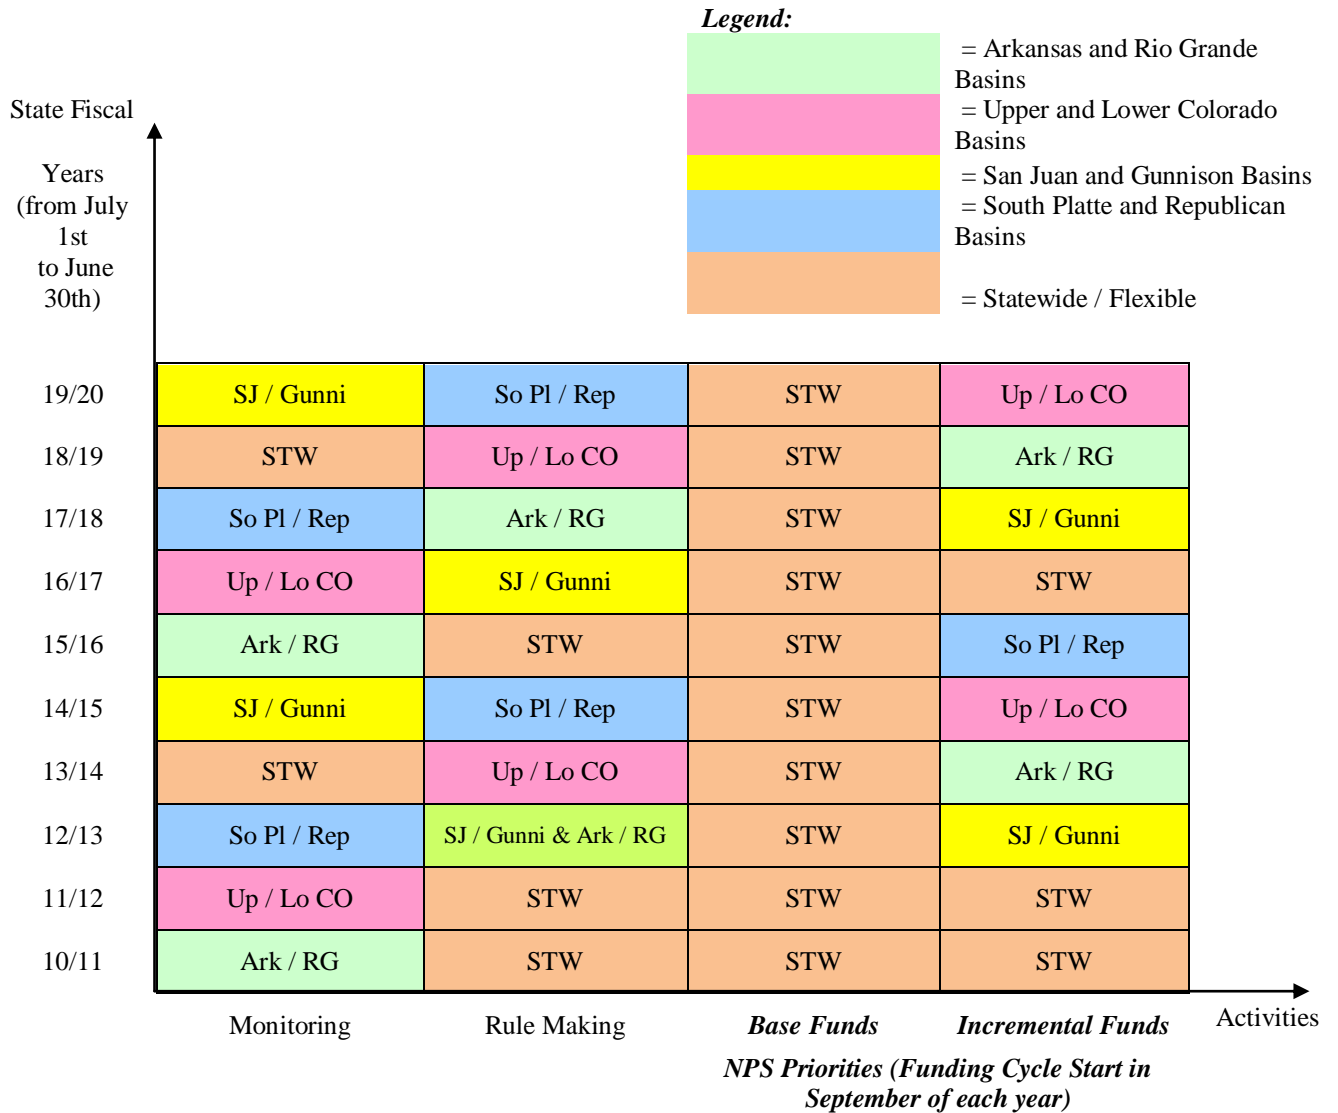 Legend:
= Arkansas and Rio Grande
Basins
= Upper and Lower Colorado
Basins
= San Juan and Gunnison Basins
= South Platte and Republican
Basins
= Statewide / Flexible
State Fiscal
Years
(from July
1st
to June
30th)
19/20 SJ / Gunni So Pl / Rep STW Up / Lo CO
18/19 STW Up / Lo CO STW Ark / RG
17/18 So Pl / Rep Ark / RG STW SJ / Gunni
16/17 Up / Lo CO SJ / Gunni STW STW
15/16 Ark / RG STW STW So Pl / Rep
14/15 SJ / Gunni So Pl / Rep STW Up / Lo CO
13/14 STW Up / Lo CO STW Ark / RG
12/13 So Pl / Rep SJ / Gunni & Ark / RG STW SJ / Gunni
11/12 Up / Lo CO STW STW STW
10/11 Ark / RG STW STW STW
Monitoring Rule Making Base Funds Incremental Funds Activities
NPS Priorities (Funding Cycle Start in
September of each year)